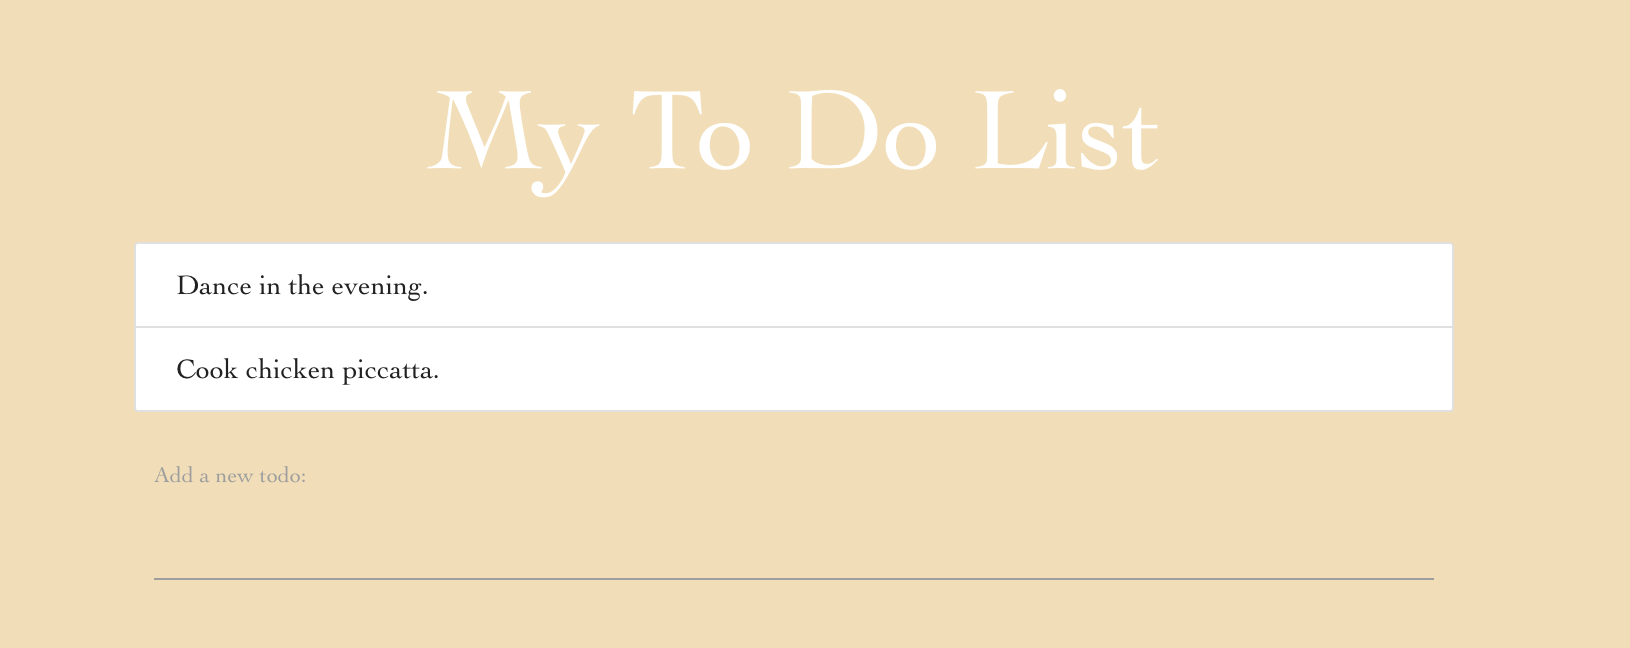 My To Do List
Dance in the evening.
Cook chicken piccatta.
Add a new todo: